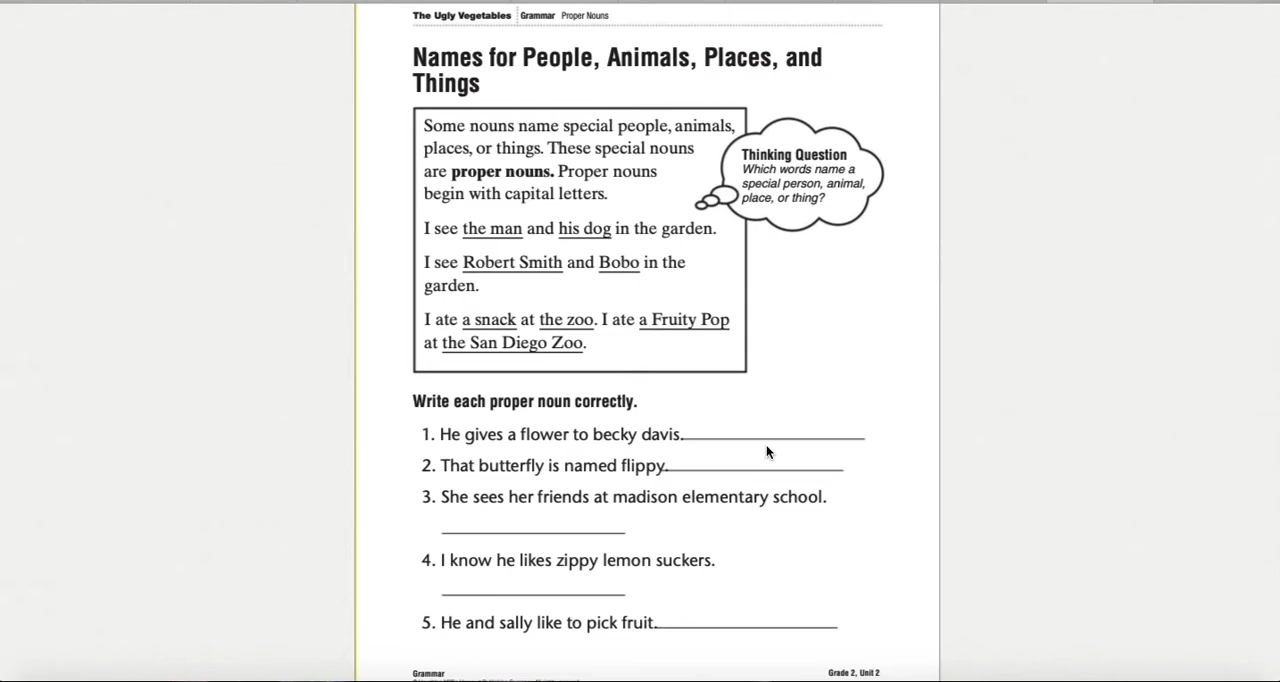 The Ugly Vegetables Grammar Proper Nouns
Names for People, Animals, Places, and
Things
Some nouns name special people, animals,
places, or things. These special nouns
are proper nouns. Proper nouns
begin with capital letters.
Thinking Question
Which words name a
special person, animal,
place, or thing?
I see the man and his dog in the garden.
I see Robert Smith and Bobo in the
garden.
I ate a snack at the zoo. I ate a Fruity Pop
at the San Diego Zoo.
Write each proper noun correctly.
1. He gives a flower to becky davis.
2. That butterfly is named flippy.
3. She sees her friends at madison elementary school.
4. I know he likes zippy lemon suckers.
5. He and sally like to pick fruit.
Grammar Grade 2, Unit 2